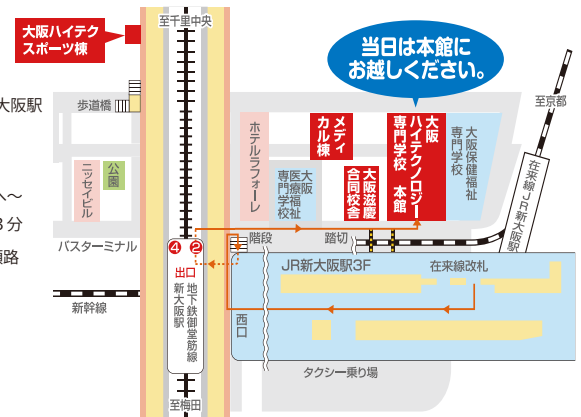 大阪ハイテク
スポーツ棟
至千里中央
当日は本館に
お越しください。
大阪駅
歩道橋
至京都
ホテルラフォーレ
メディ
カル棟
大阪
ハイテクノロジー
専門学校 本館
大阪保健福祉
専門学校
ニッセイビル
公園
大阪
医療福祉
専門学校
大阪滋慶
合同校舎
在来線JR新大阪駅
へ～
3分
順路
バスターミナル
④
②
出口
階段
踏切
地下鉄御堂筋線
新大阪駅
JR新大阪駅3F
在来線改札
新幹線
西口
タクシー乗り場
至梅田